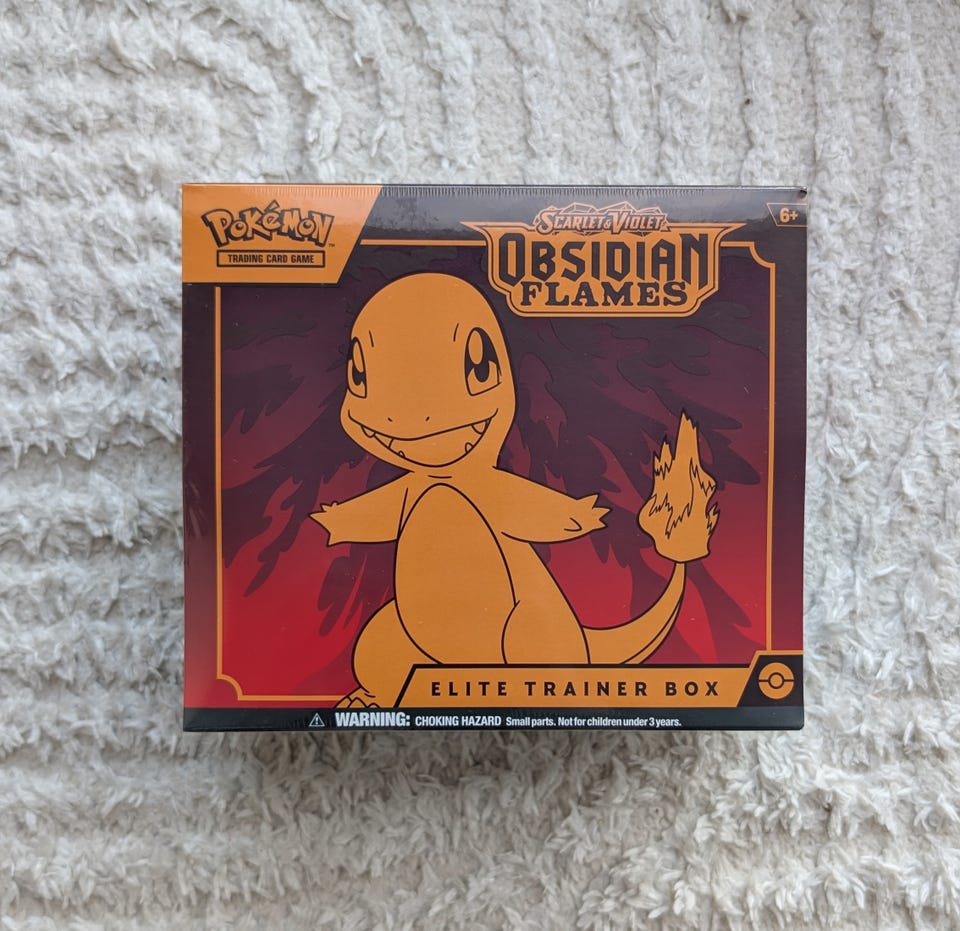 POKéMON™
TRADING CARD GAME
SCARLET & VIOLET
OBSIDIAN
FLAMES
6+
ELITE TRAINER BOX
⚠ WARNING: CHOKING HAZARD Small parts. Not for children under 3 years.